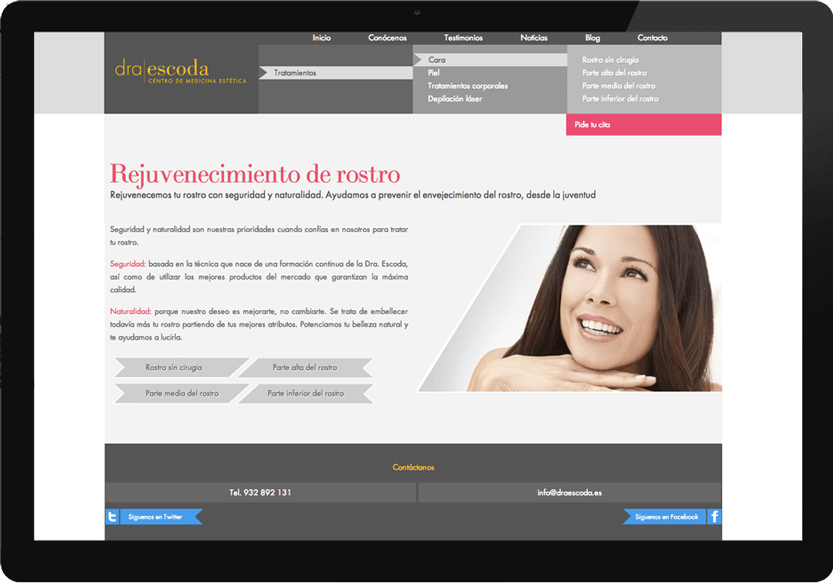 Inicio Conócenos Testimonios Noticias Blog Contacto
dra|escoda
CENTRO DE MEDICINA ESTÉTICA
Tratamientos
Cara
Piel
Tratamientos corporales
Depilación láser
Rostro sin cirugia
Parte alta del rostro
Parte media del rostro
Parte inferior del rostro
Pide tu cita
Rejuvenecimiento de rostro
Rejuvenecemos tu rostro con seguridad y naturalidad. Ayudamos a prevenir el envejecimiento del rostro, desde la juventud
Seguridad y naturalidad son nuestras prioridades cuando confías en nosotros para tratar
tu rostro.
Seguridad: basada en la técnica que nace de una formación continua de la Dra. Escoda,
así como de utilizar los mejores productos del mercado que garantizan la máxima
calidad.
Naturalidad: porque nuestro deseo es mejorarte, no cambiarte. Se trata de embellecer
todavía más tu rostro partiendo de tus mejores atributos. Potenciamos tu belleza natural y
te ayudamos a lucirla.
Rostro sin cirugia Parte alta del rostro
Parte media del rostro Parte inferior del rostro
Contáctanos
Tel. 932 892 131 info@draescoda.es
Síguenos en Twitter Síguenos en Facebook